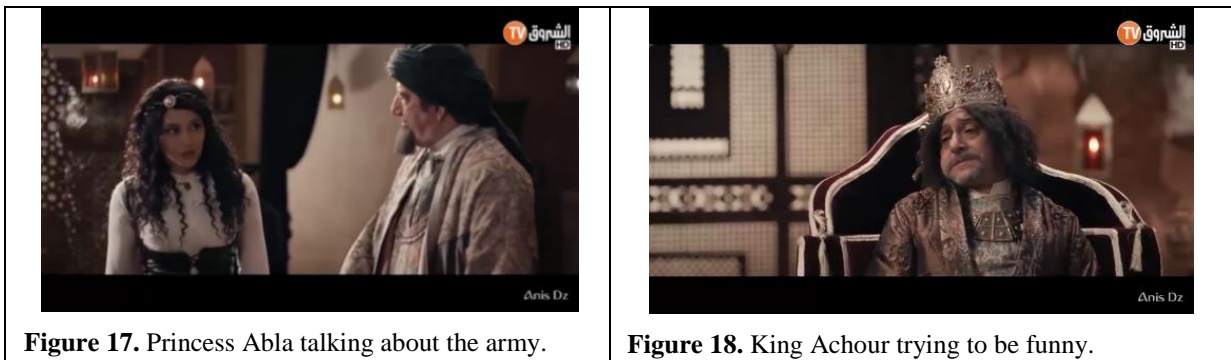 TV الشروق
HD
Anis Dz
Figure 17. Princess Abla talking about the army.
TV الشروق
HD
Anis Dz
Figure 18. King Achour trying to be funny.